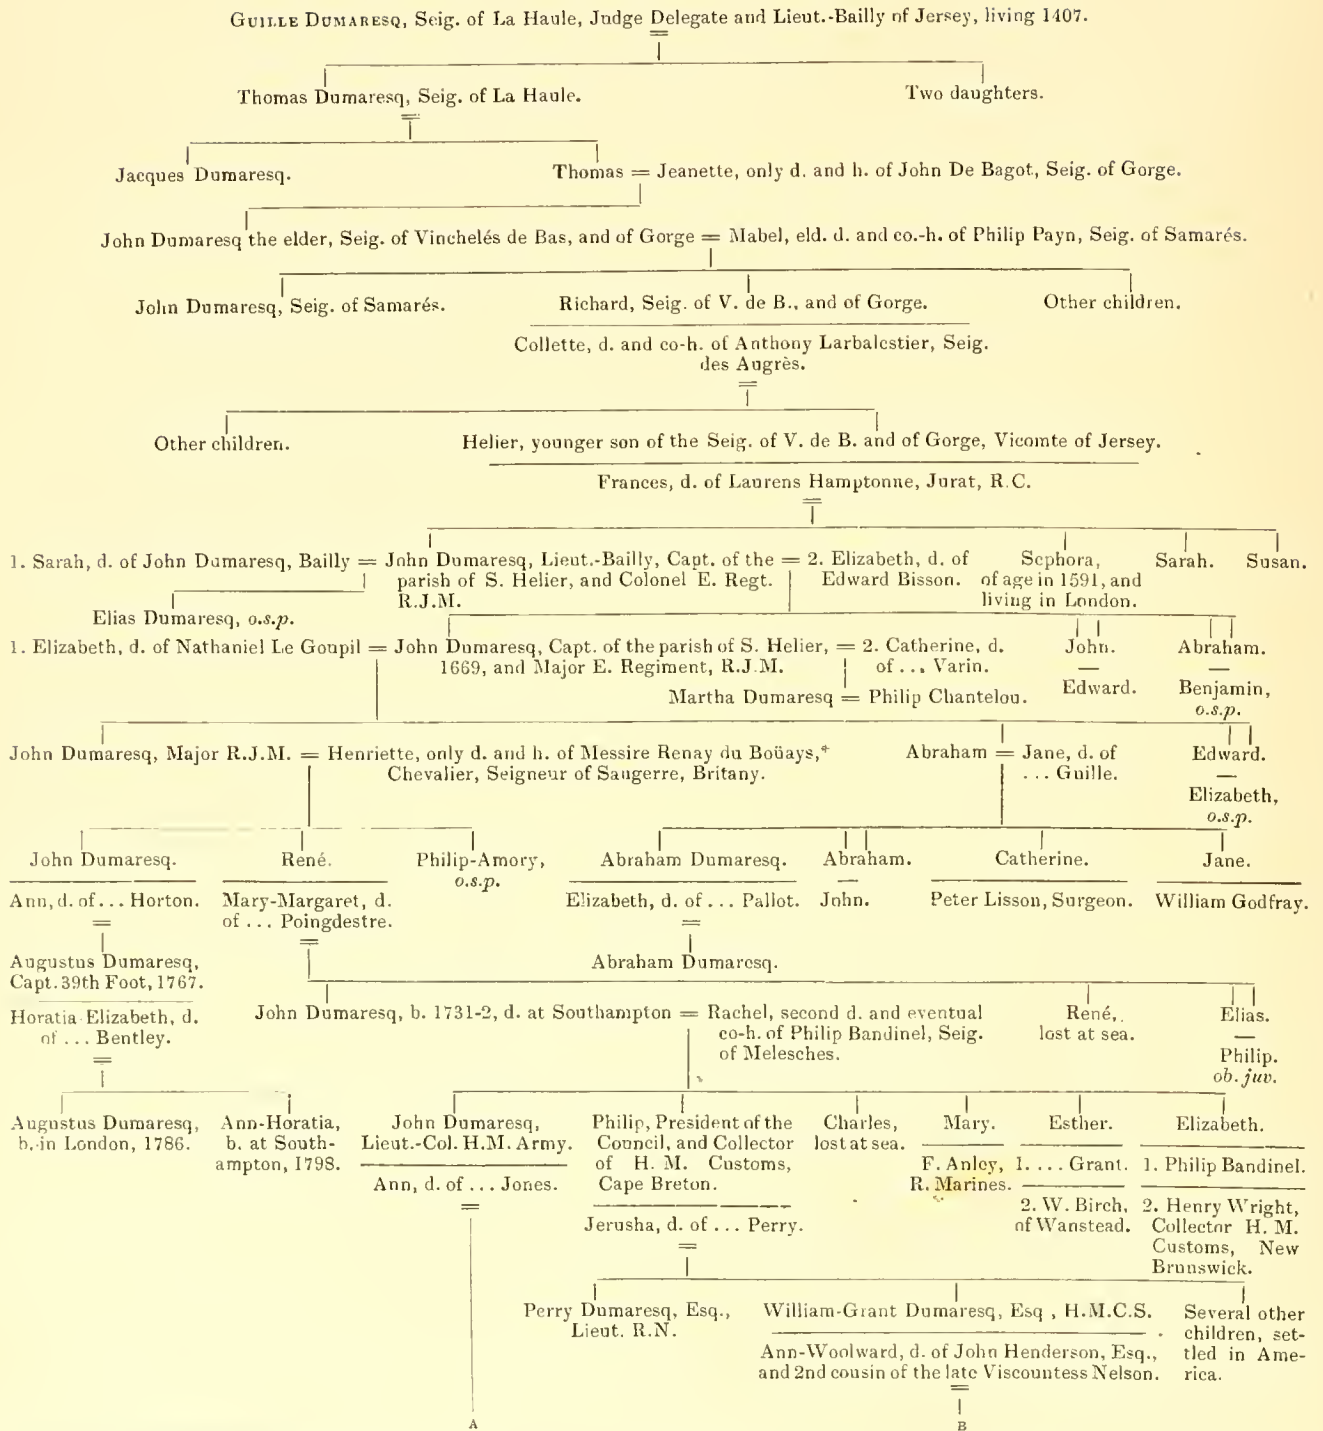 GUILLE DUMARESQ, Seig. of La Haule, Judge Delegate and Lieut.-Bailly of Jersey, living 1407.
=
Thomas Dumaresq, Seig. of La Haule.
Two daughters.
=
Jacques Dumaresq.
Thomas = Jeanette, only d. and h. of John De Bagot, Seig. of Gorge.
John Dumaresq the elder, Seig. of Vinchelés de Bas, and of Gorge = Mabel, eld. d. and co.-h. of Philip Payn, Seig. of Samarés.
John Dumaresq, Seig. of Samarés.
Richard, Seig. of V. de B., and of Gorge.
Other children.
Collette, d. and co-h. of Anthony Larbalestier, Seig.
des Augrès.
=
Other children.
Helier, younger son of the Seig. of V. de B. and of Gorge, Vicomte of Jersey.
Frances, d. of Laurens Hamptonne, Jurat, R.C.
=
1. Sarah, d. of John Dumaresq, Bailly = John Dumaresq, Lieut.-Bailly, Capt. of the = 2. Elizabeth, d. of
parish of S. Helier, and Colonel E. Regt.
R.J.M.
Edward Bisson.
Sephora,
of age in 1591, and
living in London.
Sarah.
Susan.
Elias Dumaresq, o.s.p.
1. Elizabeth, d. of Nathaniel Le Goupil = John Dumaresq, Capt. of the parish of S. Helier, = 2. Catherine, d.
1669, and Major E. Regiment, R.J.M.
of ... Varin.
John.
—
Edward.
Abraham.
—
Benjamin,
o.s.p.
Martha Dumaresq = Philip Chantelou.
John Dumaresq, Major R.J.M. = Henriette, only d. and h. of Messire Renay du Boüays,*
Chevalier, Seigneur of Saugerre, Britany.
Abraham = Jane, d. of
... Guille.
Edward.
—
Elizabeth,
o.s.p.
John Dumaresq.
Ann, d. of ... Horton.
=
René.
Mary-Margaret, d.
of ... Poingdestre.
=
Philip-Amory,
o.s.p.
Abraham Dumaresq.
Elizabeth, d. of ... Pallot.
=
Abraham.
—
John.
Catherine.
Peter Lisson, Surgeon.
Jane.
William Godfray.
Augustus Dumaresq,
Capt. 39th Foot, 1767.
Horatia Elizabeth, d.
of ... Bentley.
=
Abraham Dumaresq.
John Dumaresq, b. 1731-2, d. at Southampton = Rachel, second d. and eventual
co-h. of Philip Bandinel, Seig.
of Melesches.
René,
lost at sea.
Elias.
—
Philip.
ob. juv.
Augustus Dumaresq,
b. in London, 1786.
Ann-Horatia,
b. at South-
ampton, 1798.
John Dumaresq,
Lieut.-Col. H.M. Army.
Ann, d. of ... Jones.
=
Philip, President of the
Council, and Collector
of H. M. Customs,
Cape Breton.
Jerusha, d. of ... Perry.
=
Charles,
lost at sea.
Mary.
F. Anley,
R. Marines.
Esther.
1. ... Grant.
2. W. Birch,
of Wanstead.
Elizabeth.
1. Philip Bandinel.
2. Henry Wright,
Collector H. M.
Customs, New
Brunswick.
Perry Dumaresq, Esq.,
Lieut. R.N.
William-Grant Dumaresq, Esq , H.M.C.S.
Ann-Woolward, d. of John Henderson, Esq.,
and 2nd cousin of the late Viscountess Nelson.
=
Several other
children, set-
tled in Ame-
rica.
A
B